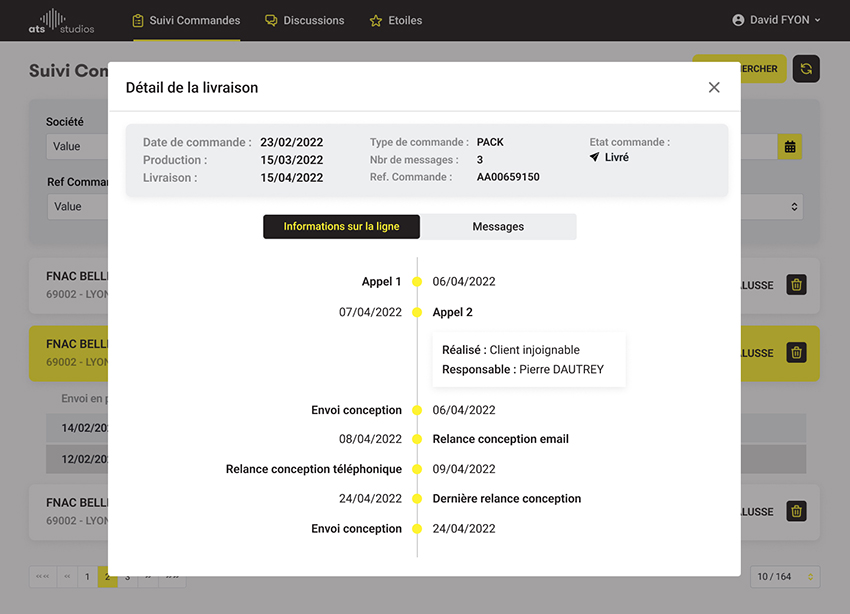 ats studios
Suivi Commandes
Discussions
Etoiles
David FYON
Suivi Con
ERCHER
Détail de la livraison
Société
Value
Ref Comma
Value
Date de commande : 23/02/2022
Production : 15/03/2022
Livraison : 15/04/2022
Type de commande : PACK
Nbr de messages : 3
Ref. Commande : AA00659150
Etat commande :
Livré
Informations sur la ligne
Messages
Appel 1 06/04/2022
07/04/2022 Appel 2
Réalisé : Client injoignable
Responsable : Pierre DAUTREY
Envoi conception 06/04/2022
08/04/2022 Relance conception email
Relance conception téléphonique 09/04/2022
24/04/2022 Dernière relance conception
Envoi conception 24/04/2022
FNAC BELL
69002 - LYON
LUSSE
FNAC BELL
69002 - LYON
LUSSE
Envoi en p
14/02/20
12/02/20
FNAC BELL
69002 - LYON
LUSSE
«« « 1 2 3 » »»
10 / 164